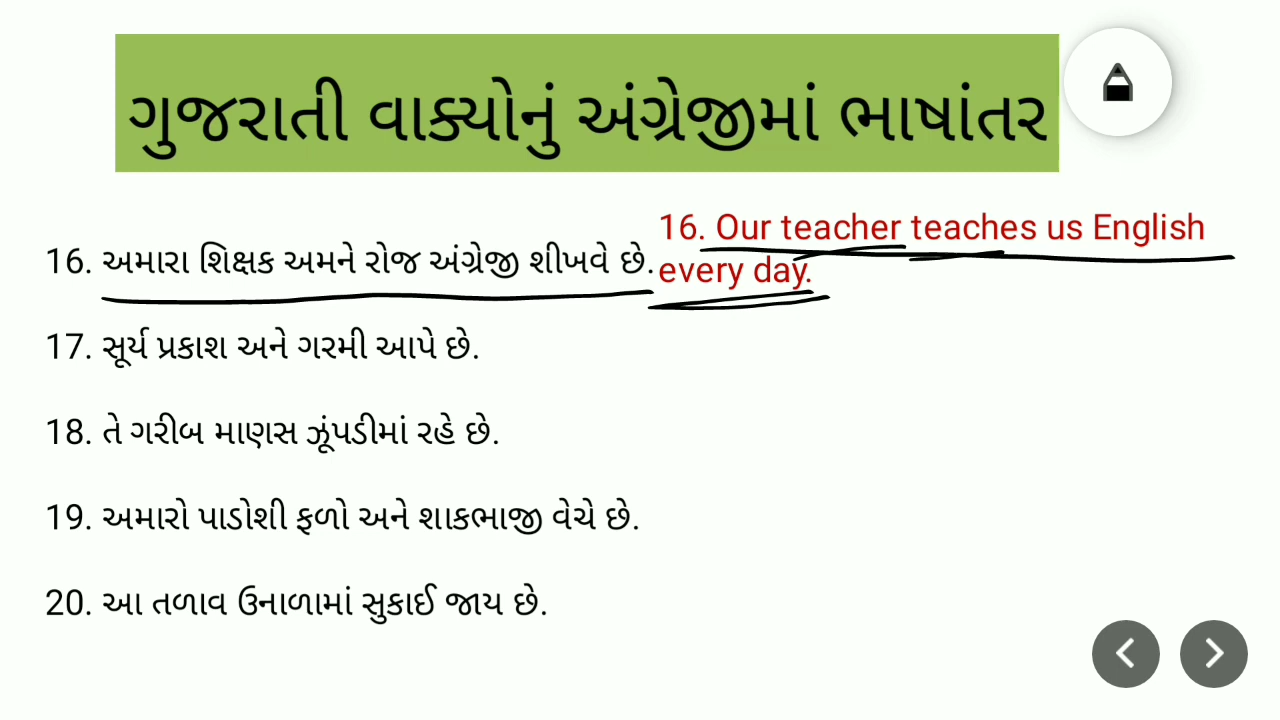 ગુજરાતી વાક્યોનું અંગ્રેજીમાં ભાષાંતર
16. અમારા શિક્ષક અમને રોજ અંગ્રેજી શીખવે છે.
16. Our teacher teaches us English
every day.
17. સૂર્ય પ્રકાશ અને ગરમી આપે છે.
18. તે ગરીબ માણસ ઝૂંપડીમાં રહે છે.
19. અમારો પાડોશી ફળો અને શાકભાજી વેચે છે.
20. આ તળાવ ઉનાળામાં સુકાઈ જાય છે.